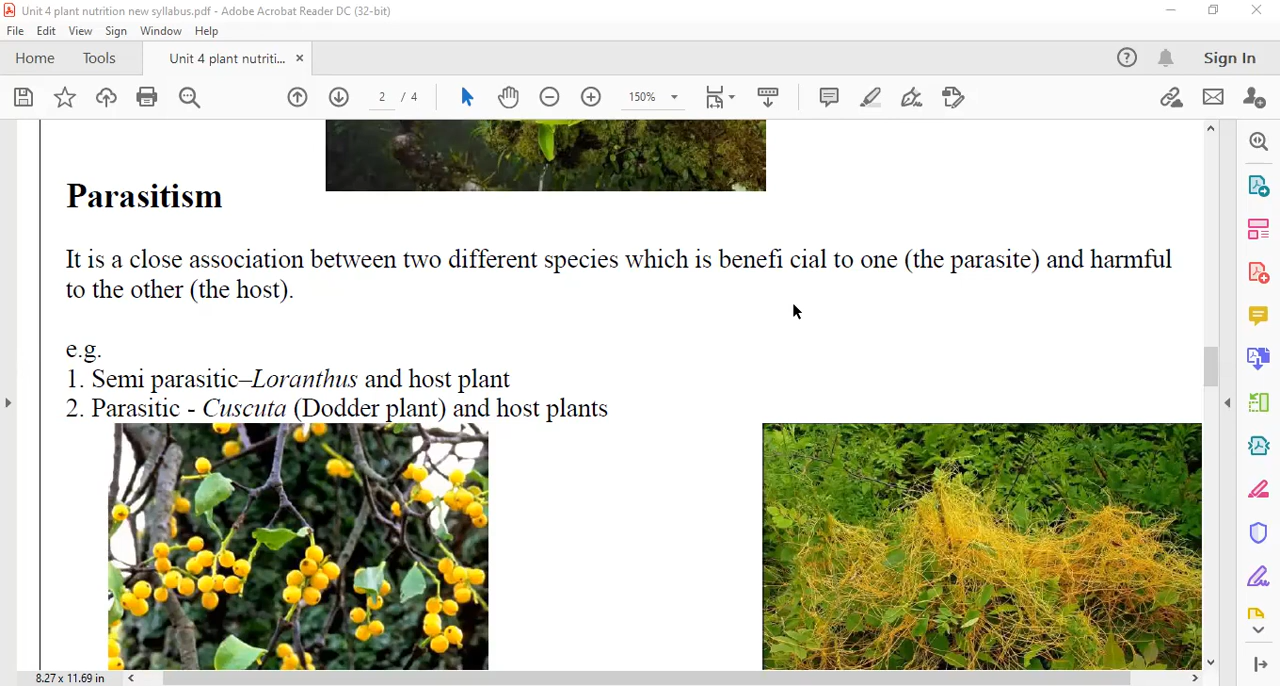 Unit 4 plant nutrition new syllabus.pdf - Adobe Acrobat Reader DC (32-bit)
File Edit View Sign Window Help
Home Tools Unit 4 plant nutriti... × Sign In
2 / 4 150%
Parasitism
It is a close association between two different species which is benefi cial to one (the parasite) and harmful
to the other (the host).
e.g.
1. Semi parasitic–Loranthus and host plant
2. Parasitic - Cuscuta (Dodder plant) and host plants
8.27 x 11.69 in